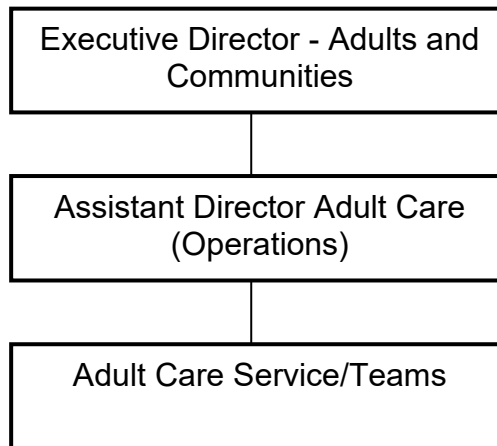 Executive Director - Adults and
Communities
Assistant Director Adult Care
(Operations)
Adult Care Service/Teams